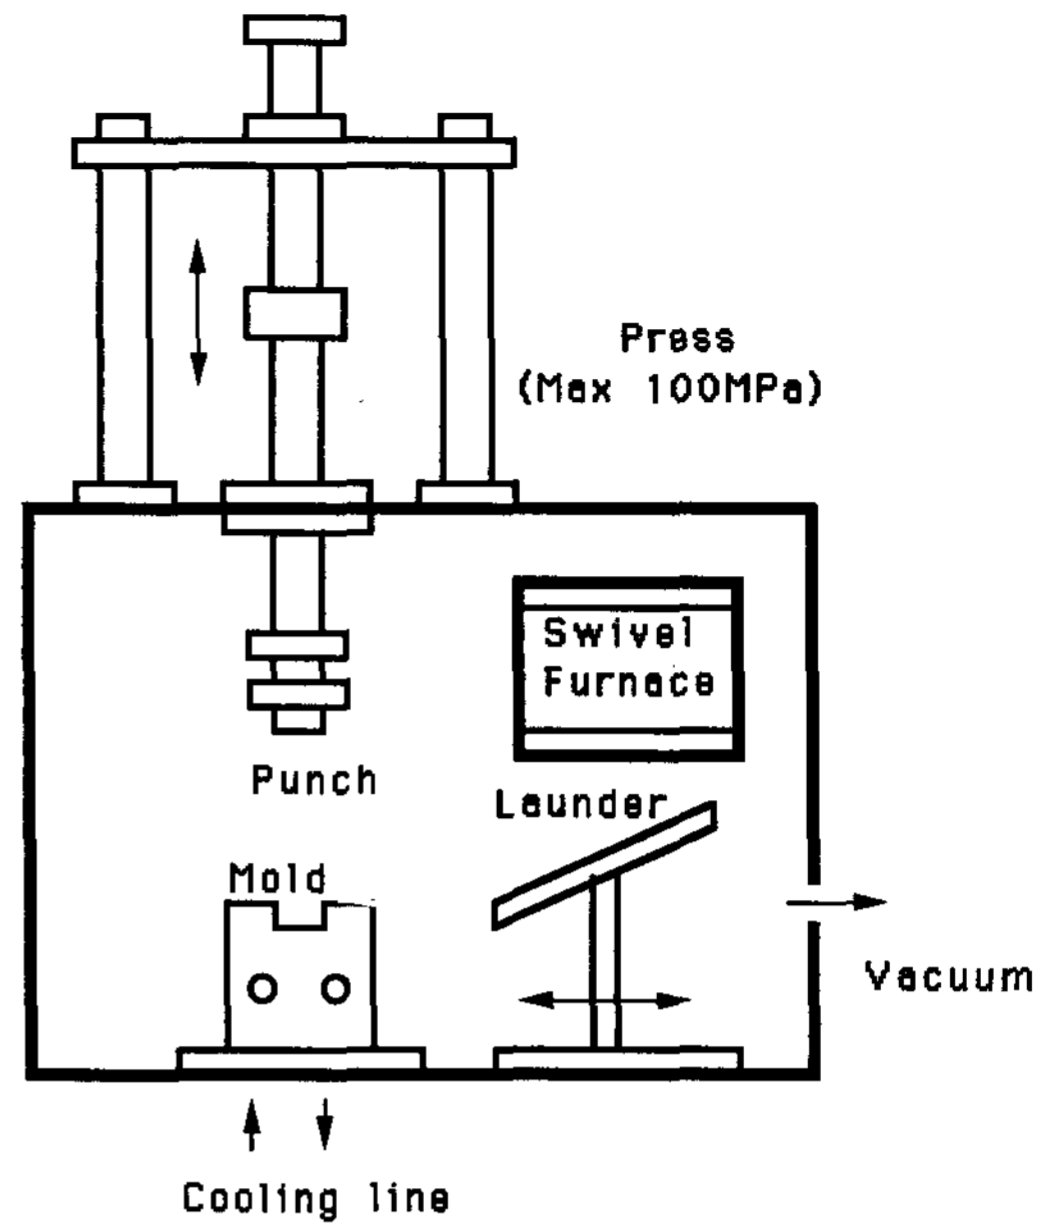 Press
(Max 100MPa)
Swivel
Furnace
Punch
Launder
Mold
Vacuum
Cooling line